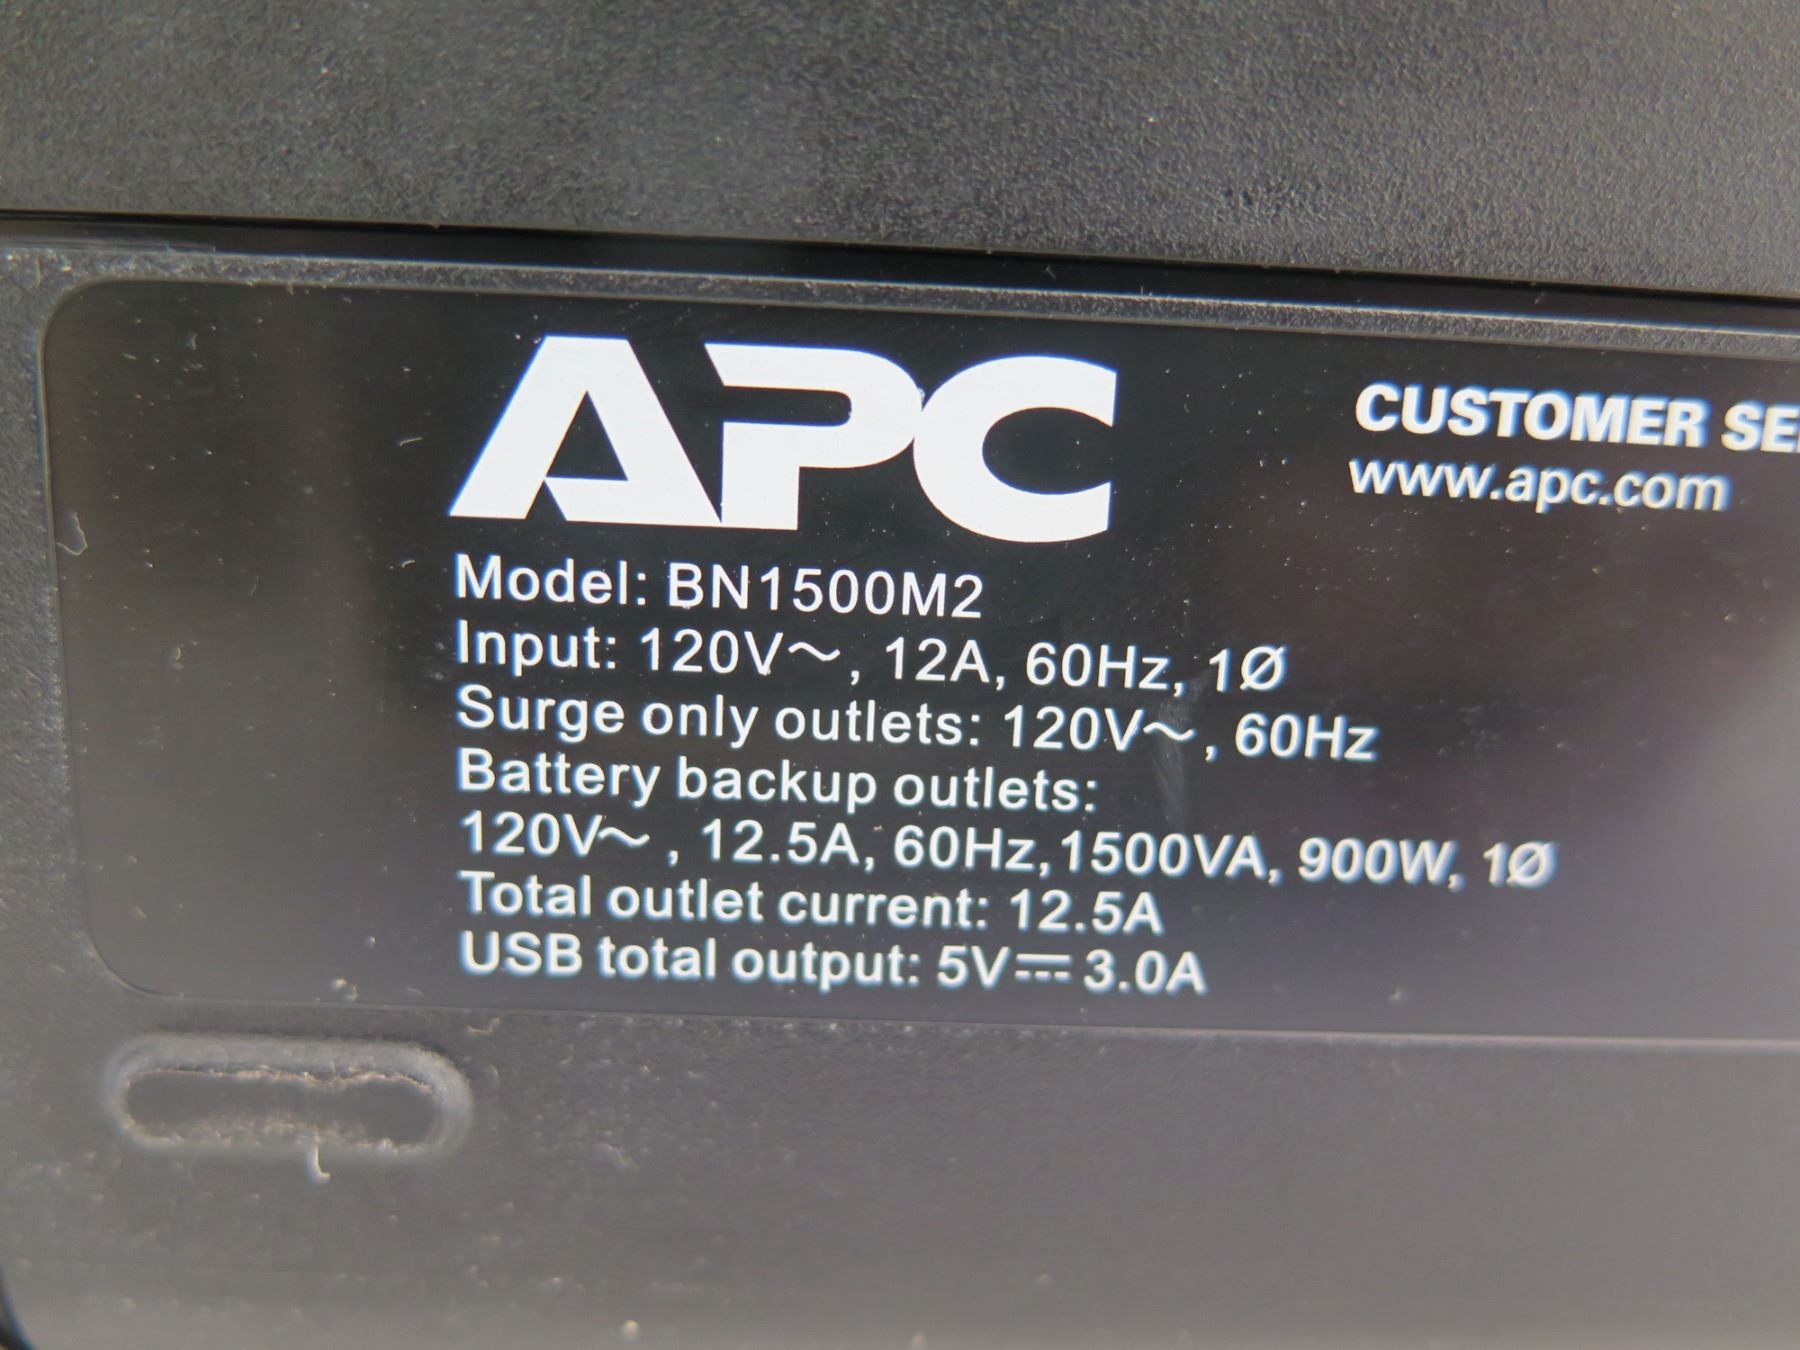 APC
CUSTOMER
www.apc.com
Model: BN1500M2
Input: 120V~, 12A, 60Hz, 1Ø
Surge only outlets: 120V~, 60Hz
Battery backup outlets:
120V~, 12.5A, 60Hz,1500VA, 900W, 1Ø
Total outlet current: 12.5A
USB total output: 5V⎓3.0A